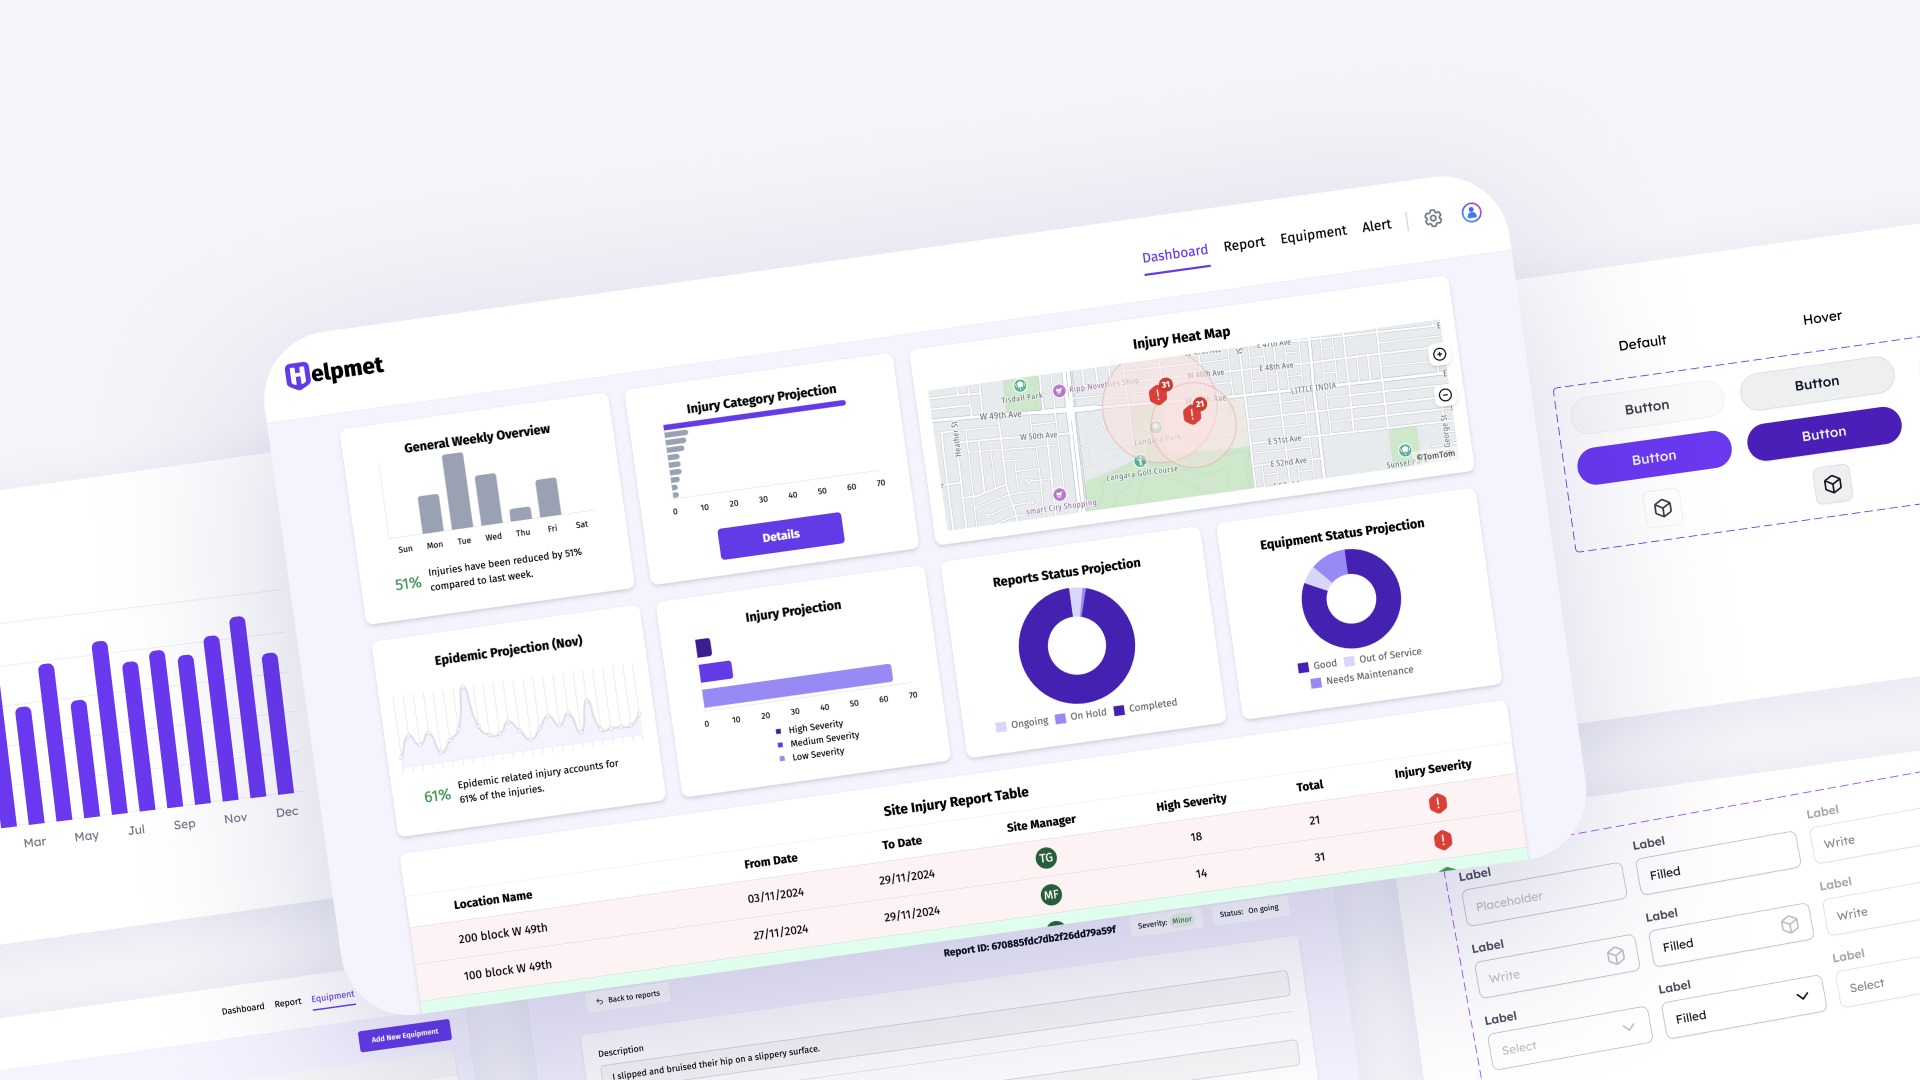 Helpmet
Dashboard
Report
Equipment
Alert
General Weekly Overview
Sun Mon Tue Wed Thu Fri Sat
51%
Injuries have been reduced by 51%
compared to last week.
Injury Category Projection
0 10 20 30 40 50 60 70
Details
Injury Heat Map
Tisdall Park
Ripp Novelties Shop
W 49th Ave
W 50th Ave
Heather St
W 48th Ave
E 47th Ave
E 48th Ave
LITTLE INDIA
31
21
Langara Park
Langara Golf Course
E 51st Ave
E 52nd Ave
George St
smart City Shopping
Sunset
©TomTom
Epidemic Projection (Nov)
61%
Epidemic related injury accounts for
61% of the injuries.
Injury Projection
0 10 20 30 40 50 60 70
High Severity
Medium Severity
Low Severity
Reports Status Projection
Ongoing On Hold Completed
Equipment Status Projection
Good Out of Service
Needs Maintenance
Site Injury Report Table
Location Name From Date To Date Site Manager High Severity Total Injury Severity
200 block W 49th 03/11/2024 29/11/2024 TG 18 21
100 block W 49th 27/11/2024 29/11/2024 MF 14 31
Mar May Jul Sep Nov Dec
Default
Hover
Button
Button
Button
Button
Dashboard
Report
Equipment
Add New Equipment
Back to reports
Report ID: 670885fdc7db2f26dd79a59f
Severity: Minor
Status: On going
Description
I slipped and bruised their hip on a slippery surface.
Label
Placeholder
Label
Filled
Label
Write
Label
Write
Label
Filled
Label
Write
Label
Select
Label
Filled
Label
Select